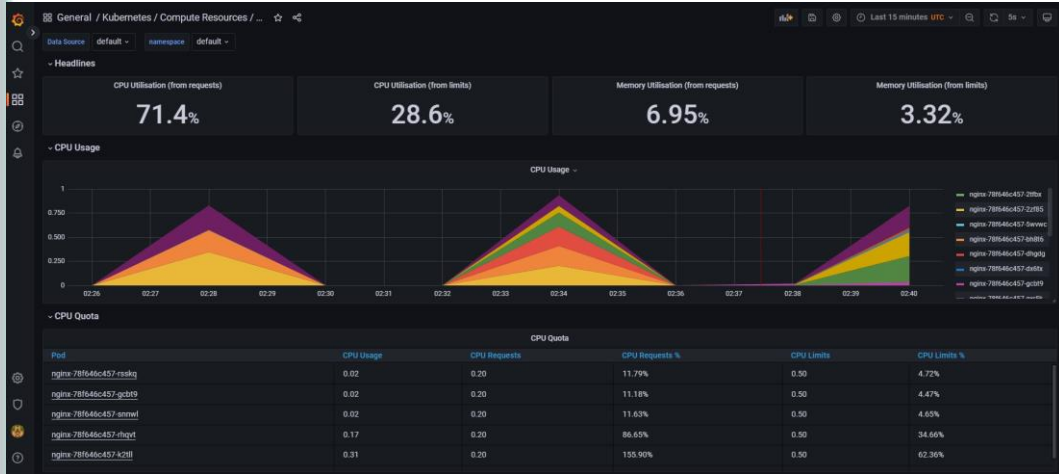 General / Kubernetes / Compute Resources / ...
Last 15 minutes UTC
5s
Data Source default namespace default
Headlines
CPU Utilisation (from requests)
71.4%
CPU Utilisation (from limits)
28.6%
Memory Utilisation (from requests)
6.95%
Memory Utilisation (from limits)
3.32%
CPU Usage
CPU Usage
1
0.750
0.500
0.250
0
02:26 02:27 02:28 02:29 02:30 02:31 02:32 02:33 02:34 02:35 02:36 02:37 02:38 02:39 02:40
nginx-78f646c457-2tfbx
nginx-78f646c457-2zf85
nginx-78f646c457-5wvwc
nginx-78f646c457-bh8t6
nginx-78f646c457-dhgdg
nginx-78f646c457-dx6tx
nginx-78f646c457-gcbt9
CPU Quota
CPU Quota
Pod CPU Usage CPU Requests CPU Requests % CPU Limits CPU Limits %
nginx-78f646c457-rsskq 0.02 0.20 11.79% 0.50 4.72%
nginx-78f646c457-gcbt9 0.02 0.20 11.18% 0.50 4.47%
nginx-78f646c457-snnwl 0.02 0.20 11.63% 0.50 4.65%
nginx-78f646c457-rhqvt 0.17 0.20 86.65% 0.50 34.66%
nginx-78f646c457-k2tll 0.31 0.20 155.90% 0.50 62.36%